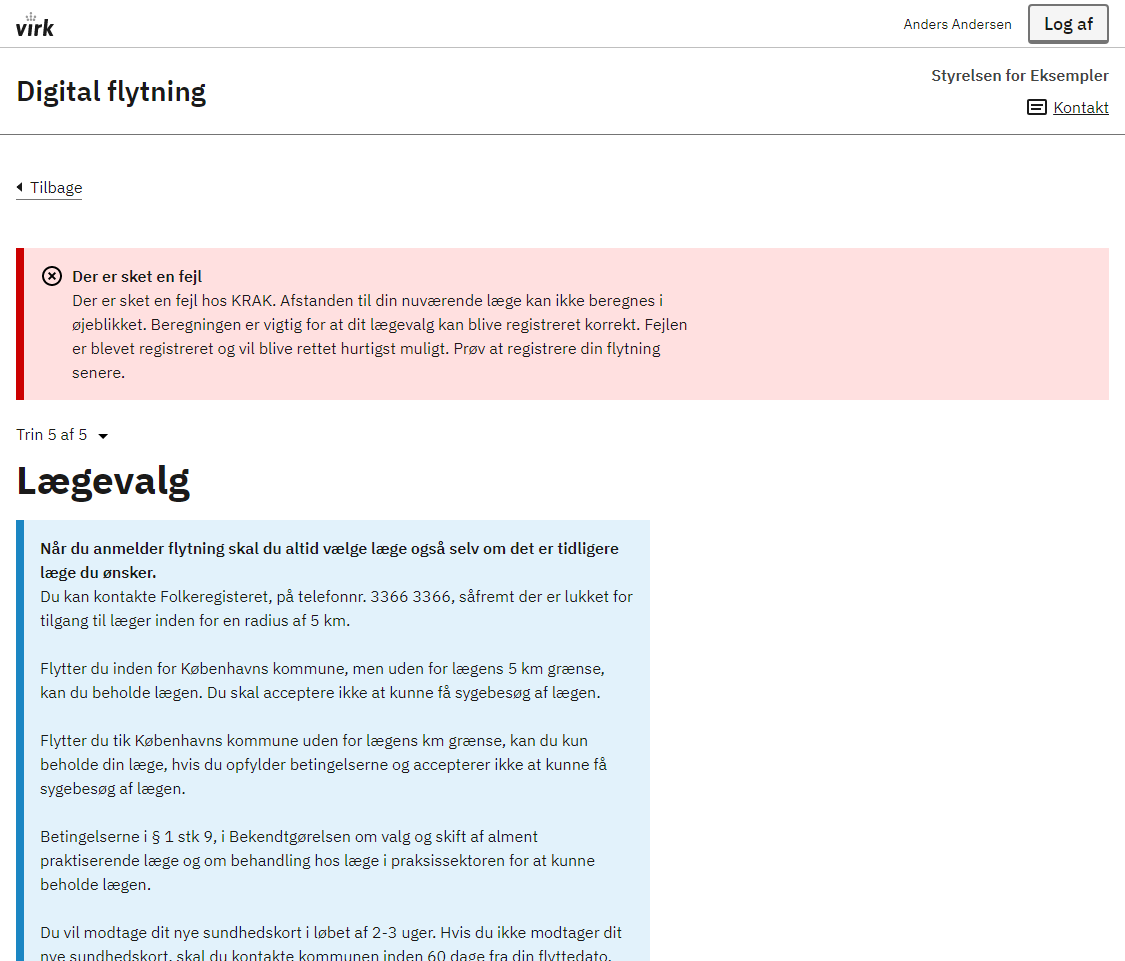 virk
Anders Andersen
Log af
Digital flytning
Styrelsen for Eksempler
Kontakt
Tilbage
Der er sket en fejl
Der er sket en fejl hos KRAK. Afstanden til din nuværende læge kan ikke beregnes i
øjeblikket. Beregningen er vigtig for at dit lægevalg kan blive registreret korrekt. Fejlen
er blevet registreret og vil blive rettet hurtigst muligt. Prøv at registrere din flytning
senere.
Trin 5 af 5
Lægevalg
Når du anmelder flytning skal du altid vælge læge også selv om det er tidligere
læge du ønsker.
Du kan kontakte Folkeregisteret, på telefonnr. 3366 3366, såfremt der er lukket for
tilgang til læger inden for en radius af 5 km.
Flytter du inden for Københavns kommune, men uden for lægens 5 km grænse,
kan du beholde lægen. Du skal acceptere ikke at kunne få sygebesøg af lægen.
Flytter du tik Københavns kommune uden for lægens km grænse, kan du kun
beholde din læge, hvis du opfylder betingelserne og accepterer ikke at kunne få
sygebesøg af lægen.
Betingelserne i § 1 stk 9, i Bekendtgørelsen om valg og skift af alment
praktiserende læge og om behandling hos læge i praksissektoren for at kunne
beholde lægen.
Du vil modtage dit nye sundhedskort i løbet af 2-3 uger. Hvis du ikke modtager dit
nye sundhedskort, skal du kontakte kommunen inden 60 dage fra din flyttedato.